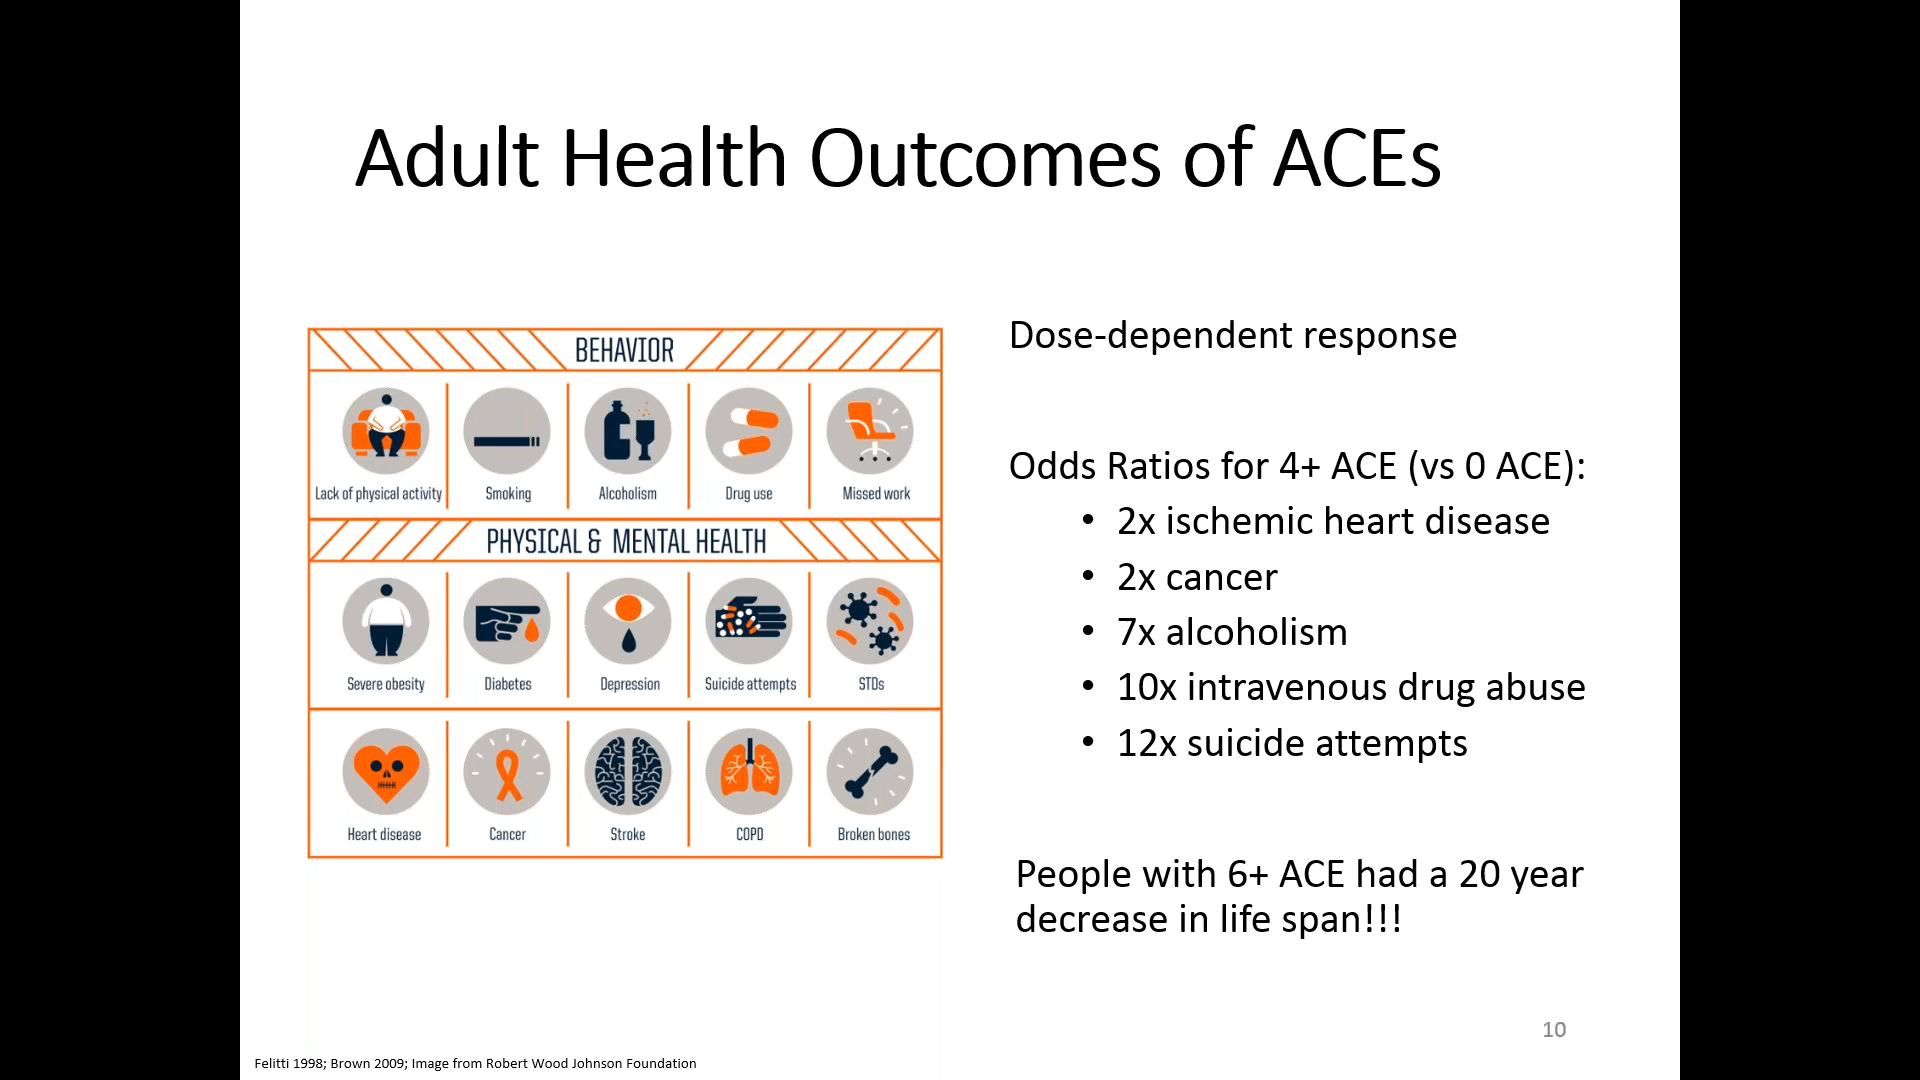 Adult Health Outcomes of ACEs
BEHAVIOR
Lack of physical activity
Smoking
Alcoholism
Drug use
Missed work
PHYSICAL & MENTAL HEALTH
Severe obesity
Diabetes
Depression
Suicide attempts
STDs
Heart disease
Cancer
Stroke
COPD
Broken bones
Dose-dependent response
Odds Ratios for 4+ ACE (vs 0 ACE):
• 2x ischemic heart disease
• 2x cancer
• 7x alcoholism
• 10x intravenous drug abuse
• 12x suicide attempts
People with 6+ ACE had a 20 year
decrease in life span!!!
10
Felitti 1998; Brown 2009; Image from Robert Wood Johnson Foundation